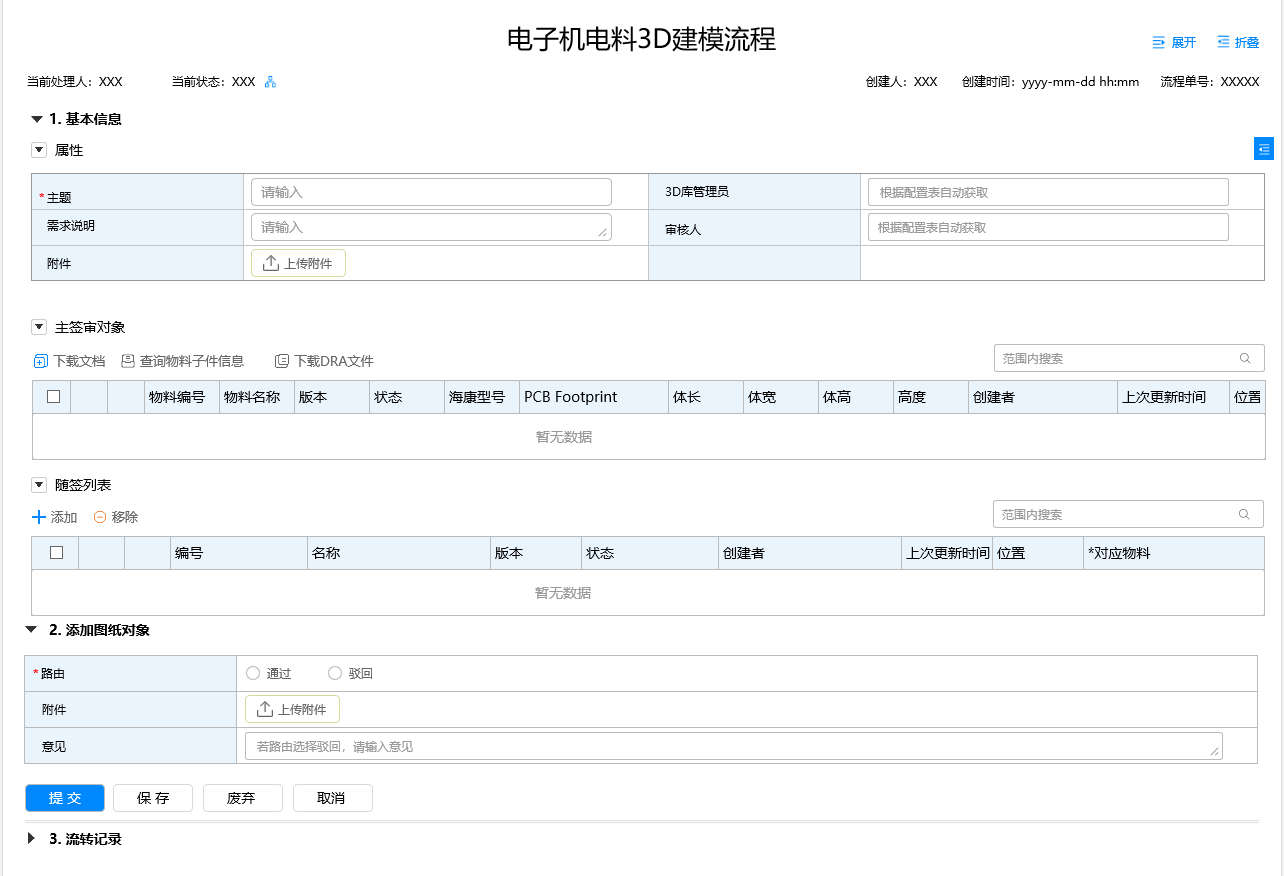 电子机电料3D建模流程
展开 折叠
当前处理人：XXX 当前状态：XXX 创建人：XXX 创建时间：yyyy-mm-dd hh:mm 流程单号：XXXXX
1. 基本信息
属性
*主题 请输入 3D库管理员 根据配置表自动获取
需求说明 请输入 审核人 根据配置表自动获取
附件 上传附件
主签审对象
下载文档 查询物料子件信息 下载DRA文件 范围内搜索
物料编号 物料名称 版本 状态 海康型号 PCB Footprint 体长 体宽 体高 高度 创建者 上次更新时间 位置
暂无数据
随签列表
添加 移除 范围内搜索
编号 名称 版本 状态 创建者 上次更新时间 位置 *对应物料
暂无数据
2. 添加图纸对象
*路由 通过 驳回
附件 上传附件
意见 若路由选择驳回，请输入意见
提 交 保 存 废弃 取消
3. 流转记录